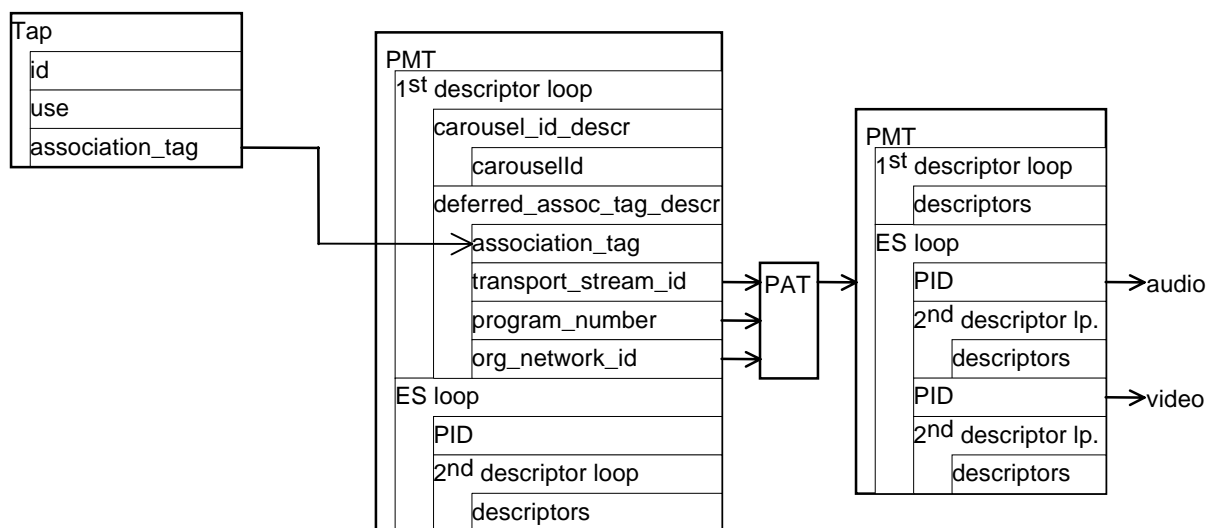 Tap
id
use
association_tag
PMT
1st descriptor loop
carousel_id_descr
carouselId
deferred_assoc_tag_descr
association_tag
transport_stream_id
program_number
org_network_id
ES loop
PID
2nd descriptor loop
descriptors
PAT
PMT
1st descriptor loop
descriptors
ES loop
PID
2nd descriptor lp.
descriptors
PID
2nd descriptor lp.
descriptors
audio
video